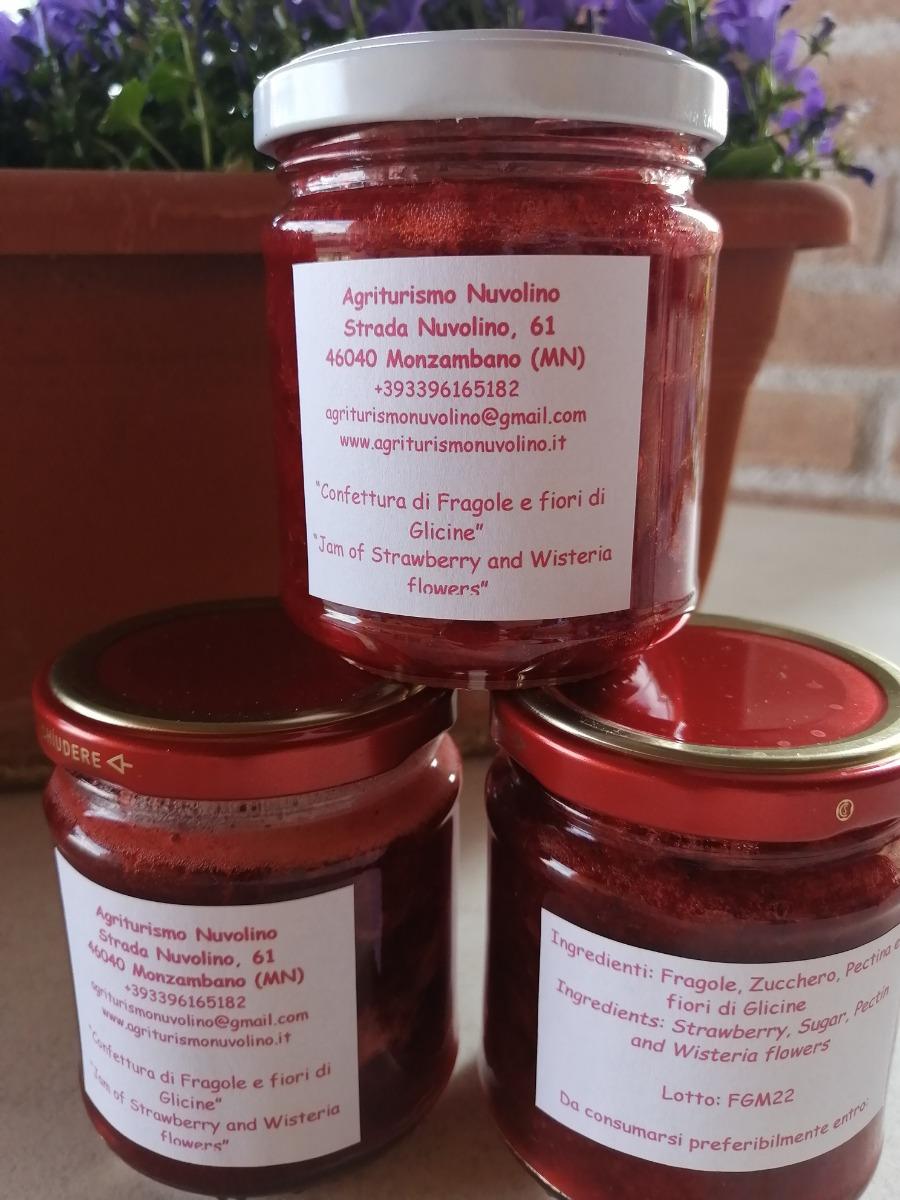 Agriturismo Nuvolino
Strada Nuvolino, 61
46040 Monzambano (MN)
+393396165182
agriturismonuvolino@gmail.com
www.agriturismonuvolino.it
"Confettura di Fragole e fiori di
Glicine"
"Jam of Strawberry and Wisteria
flowers"
CHIUDERE
Agriturismo Nuvolino
Strada Nuvolino, 61
46040 Monzambano (MN)
+393396165182
agriturismonuvolino@gmail.com
www.agriturismonuvolino.it
"Confettura di Fragole e fiori di
Glicine"
"Jam of Strawberry and Wisteria
flowers"
Ingredienti: Fragole, Zucchero, Pectina e
fiori di Glicine
Ingredients: Strawberry, Sugar, Pectin
and Wisteria flowers
Lotto: FGM22
Da consumarsi preferibilmente entro: